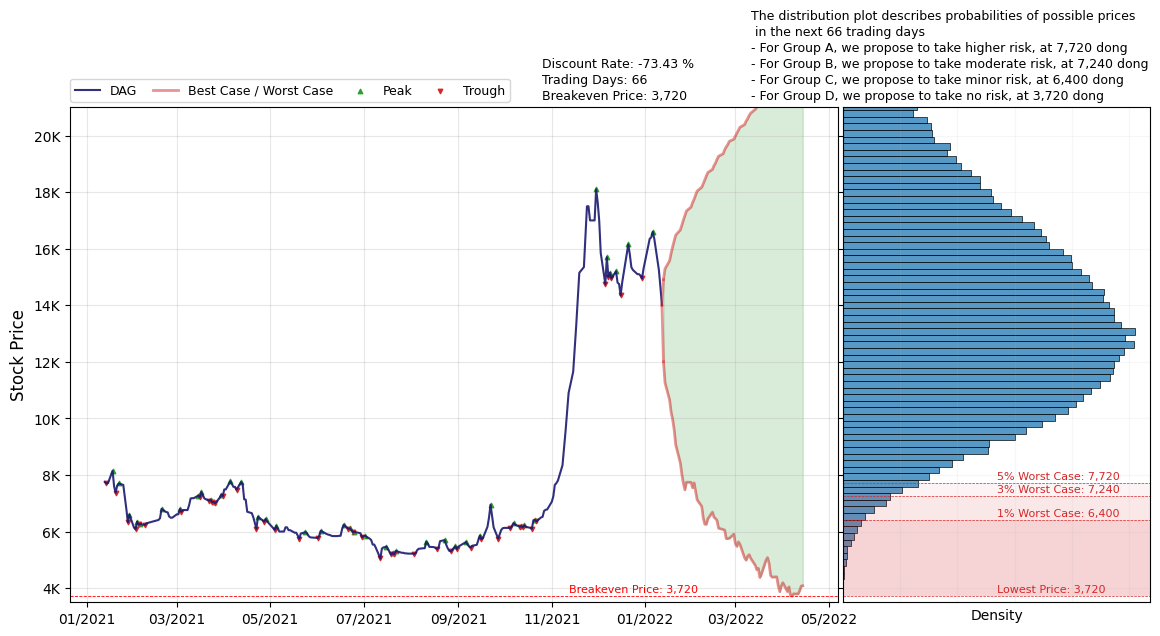 The distribution plot describes probabilities of possible prices
in the next 66 trading days
- For Group A, we propose to take higher risk, at 7,720 dong
- For Group B, we propose to take moderate risk, at 7,240 dong
- For Group C, we propose to take minor risk, at 6,400 dong
- For Group D, we propose to take no risk, at 3,720 dong
Discount Rate: -73.43 %
Trading Days: 66
Breakeven Price: 3,720
DAG
Best Case / Worst Case
Peak
Trough
Stock Price
20K
18K
16K
14K
12K
10K
8K
6K
4K
Breakeven Price: 3,720
01/2021
03/2021
05/2021
07/2021
09/2021
11/2021
01/2022
03/2022
05/2022
5% Worst Case: 7,720
3% Worst Case: 7,240
1% Worst Case: 6,400
Lowest Price: 3,720
Density